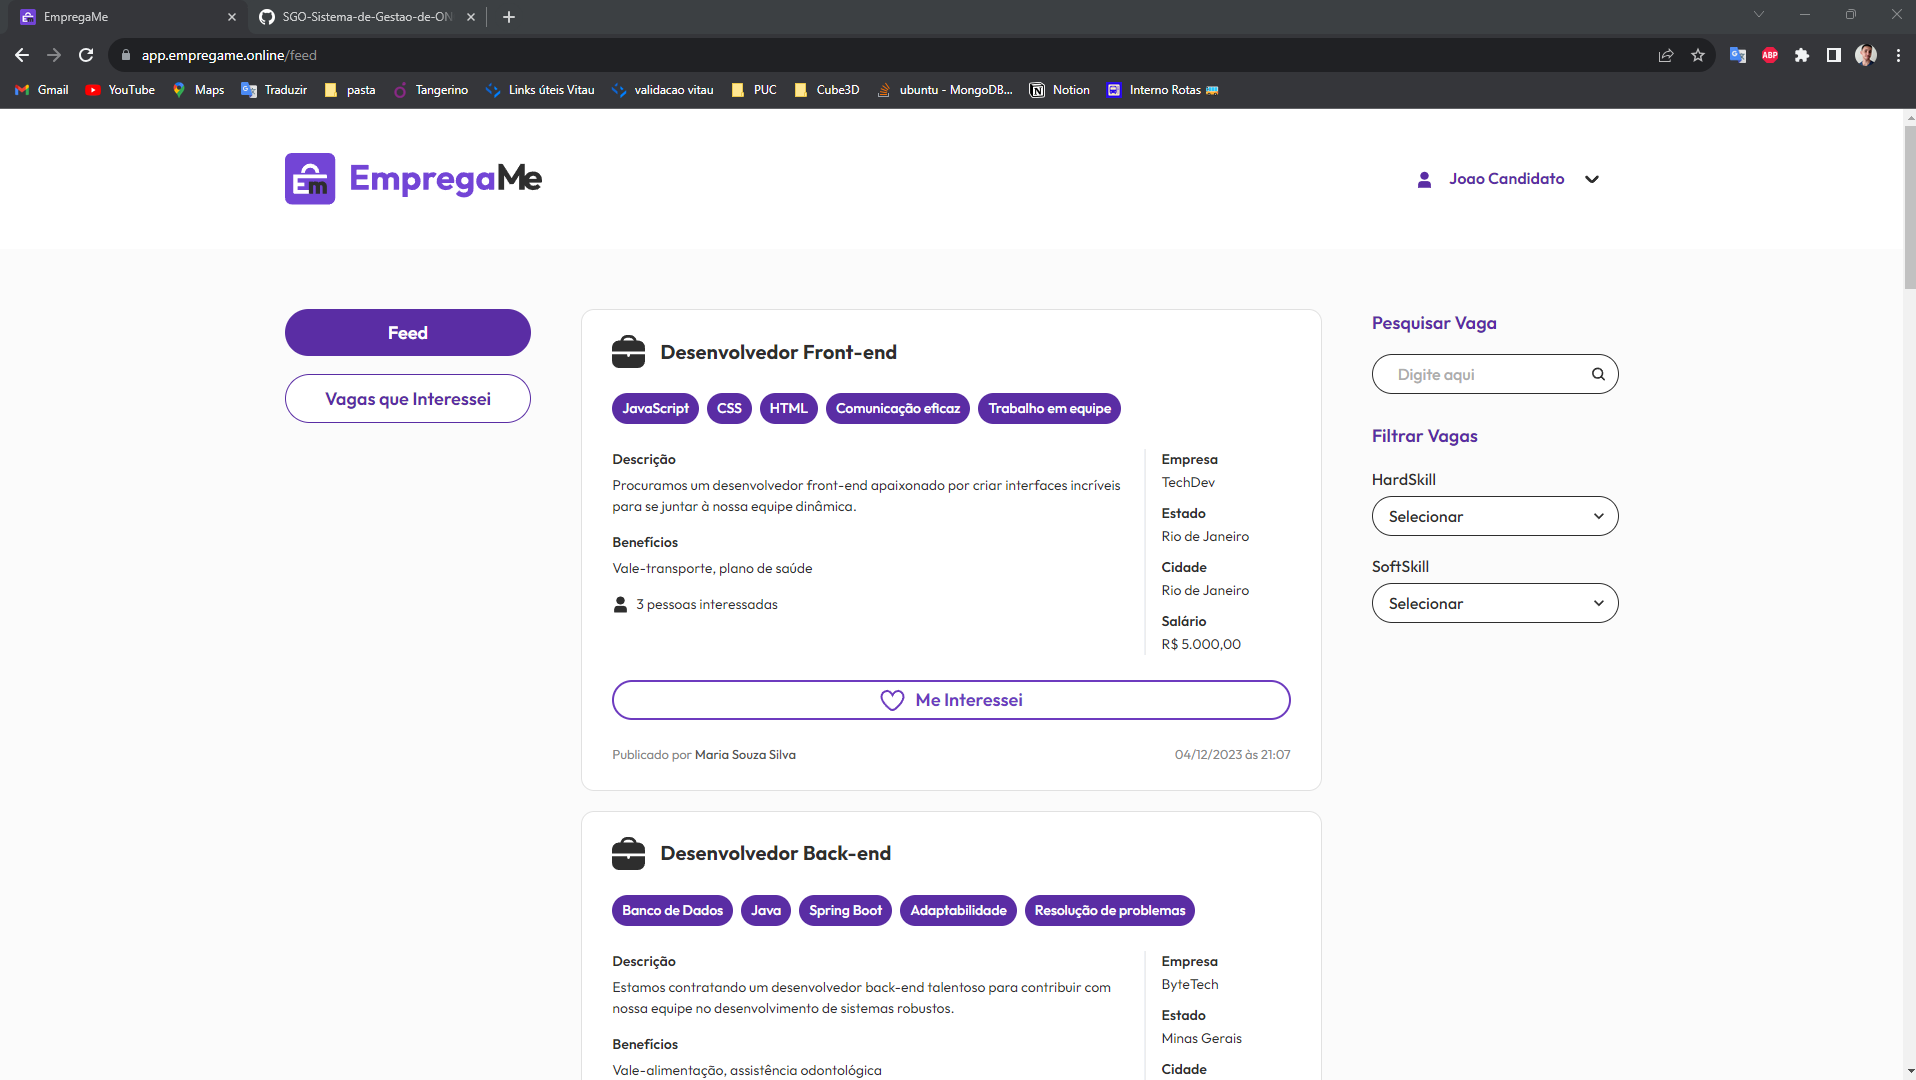 EmpregaMe
SGO-Sistema-de-Gestao-de-ON
app.empregame.online/feed
ABP
Gmail
YouTube
Maps
Traduzir
pasta
Tangerino
Links úteis Vitau
validacao vitau
PUC
Cube3D
ubuntu - MongoDB...
Notion
Interno Rotas
Em
EmpregaMe
Joao Candidato
Feed
Vagas que Interessei
Desenvolvedor Front-end
JavaScript
CSS
HTML
Comunicação eficaz
Trabalho em equipe
Descrição
Procuramos um desenvolvedor front-end apaixonado por criar interfaces incríveis
para se juntar à nossa equipe dinâmica.
Benefícios
Vale-transporte, plano de saúde
3 pessoas interessadas
Empresa
TechDev
Estado
Rio de Janeiro
Cidade
Rio de Janeiro
Salário
R$ 5.000,00
Me Interessei
Publicado por Maria Souza Silva
04/12/2023 às 21:07
Desenvolvedor Back-end
Banco de Dados
Java
Spring Boot
Adaptabilidade
Resolução de problemas
Descrição
Estamos contratando um desenvolvedor back-end talentoso para contribuir com
nossa equipe no desenvolvimento de sistemas robustos.
Benefícios
Vale-alimentação, assistência odontológica
Empresa
ByteTech
Estado
Minas Gerais
Cidade
Pesquisar Vaga
Digite aqui
Filtrar Vagas
HardSkill
Selecionar
SoftSkill
Selecionar